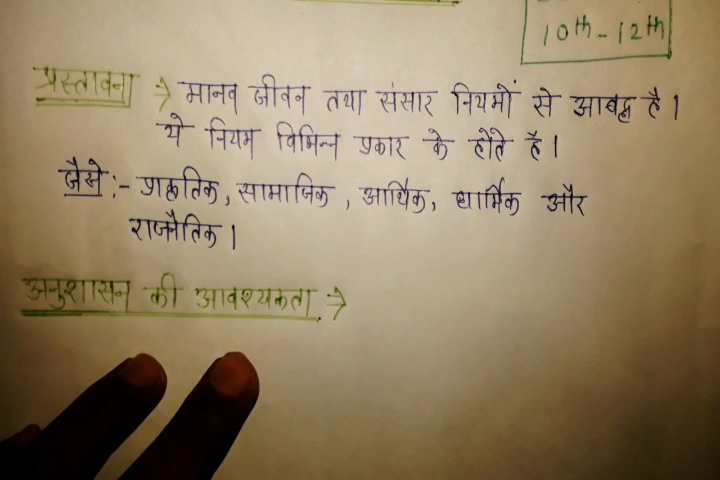 10th - 12th
प्रस्तावना → मानव जीवन तथा संसार नियमों से आबद्ध है।
ये नियम विभिन्न प्रकार के होते है।
जैसे :- प्राकृतिक, सामाजिक, आर्थिक, धार्मिक और
राजनैतिक।
अनुशासन की आवश्यकता. →